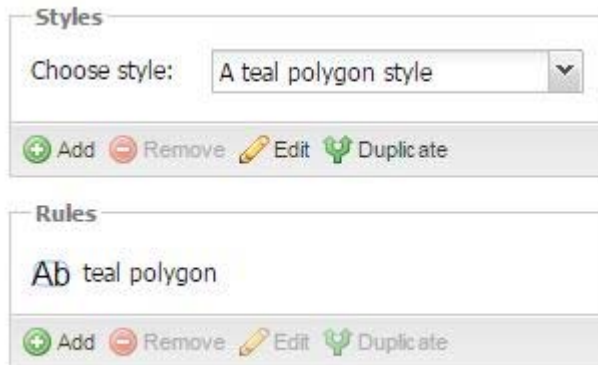 Styles
Choose style: A teal polygon style
Add Remove Edit Duplicate
Rules
Ab teal polygon
Add Remove Edit Duplicate